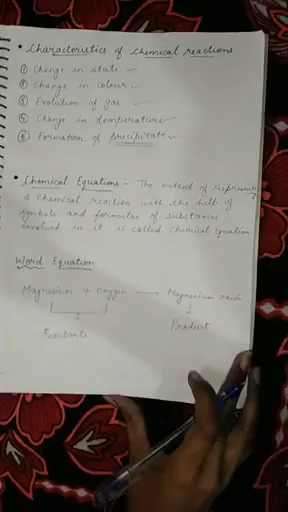 Characteristics of chemical reactions
① Change in state
② Change in colour
③ Evolution of gas
④ Change in temperature
⑤ Formation of precipitate
Chemical Equations - The method of representing
a chemical reaction with the help of
symbols and formulas of substances
involved in it is called Chemical Equation
Word Equation
Magnesium + Oxygen → Magnesium oxide
Reactants
Product